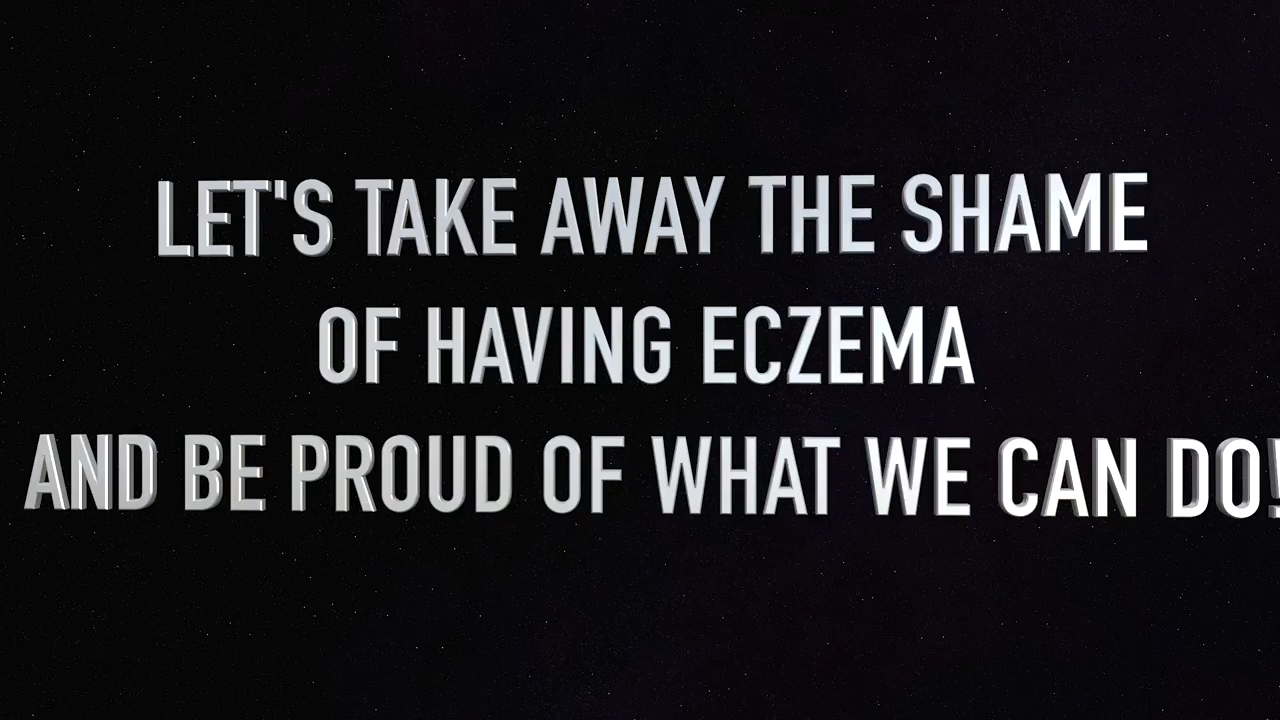 LET'S TAKE AWAY THE SHAME
OF HAVING ECZEMA
AND BE PROUD OF WHAT WE CAN DO!